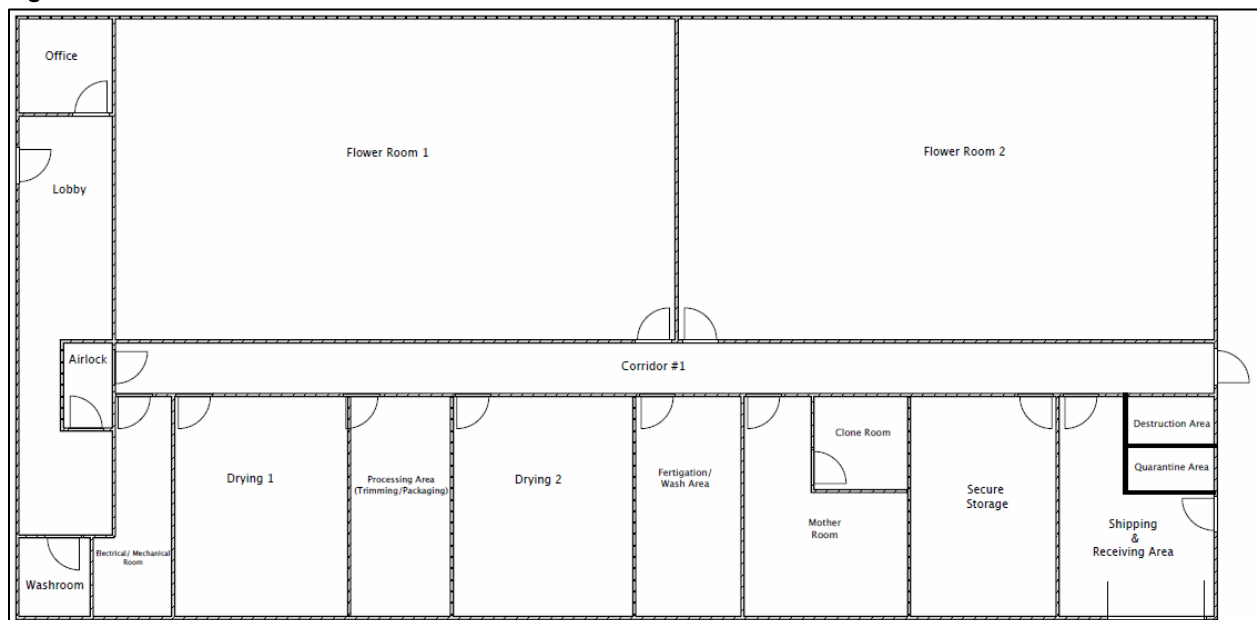 Office
Flower Room 1
Flower Room 2
Lobby
Airlock
Corridor #1
Destruction Area
Clone Room
Quarantine Area
Drying 1
Processing Area
(Trimming/Packaging)
Drying 2
Fertigation/
Wash Area
Secure
Storage
Mother
Room
Shipping
&
Receiving Area
Electrical/ Mechanical
Room
Washroom